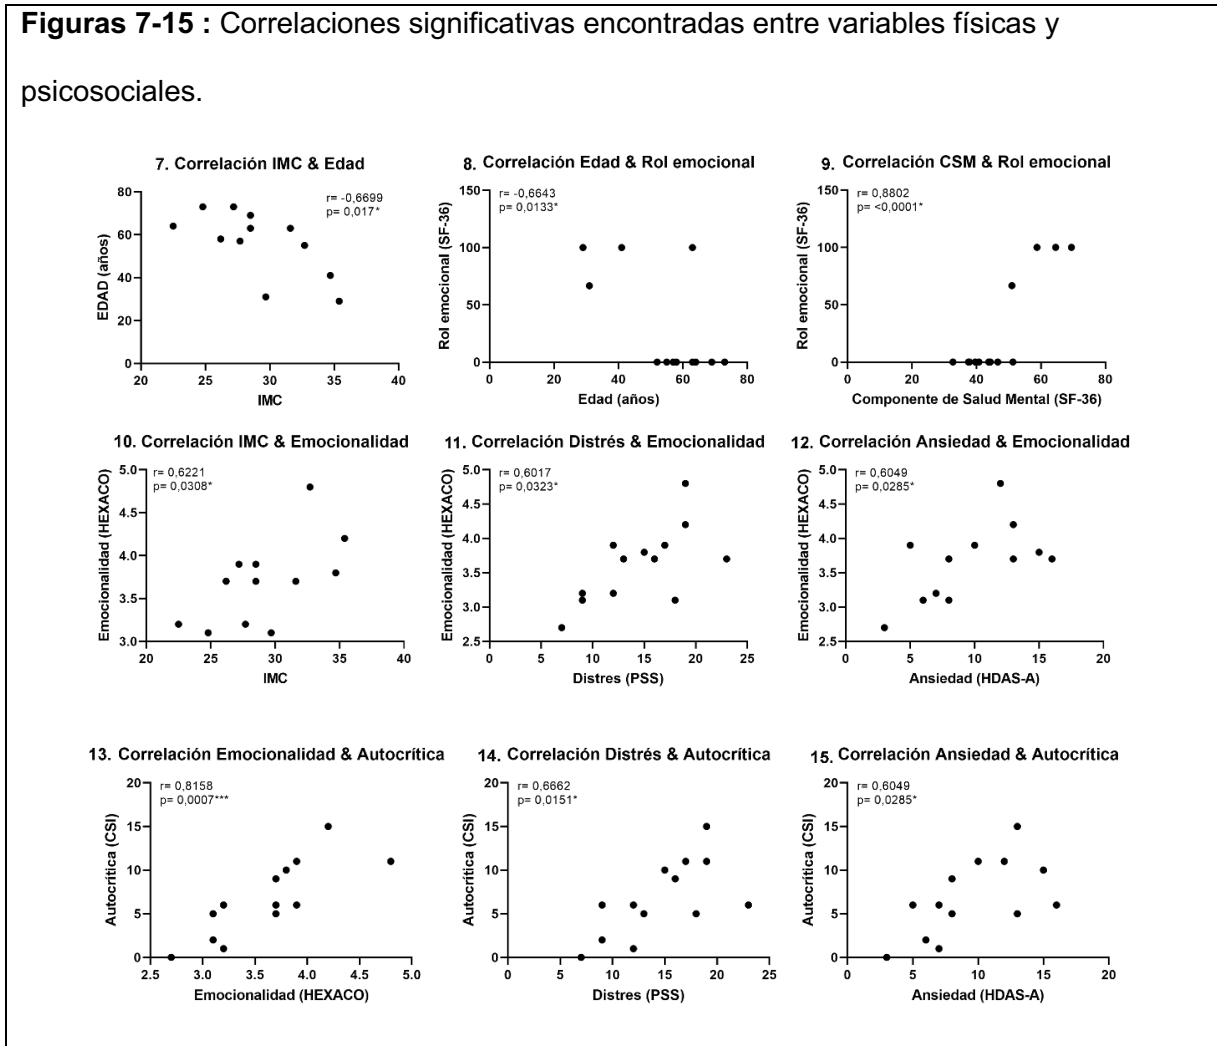 Figuras 7-15 : Correlaciones significativas encontradas entre variables físicas y
psicosociales.
7. Correlación IMC & Edad
r= -0,6699
p= 0,017*
EDAD (años)
80
60
40
20
0
20 25 30 35 40
IMC
8. Correlación Edad & Rol emocional
r= -0,6643
p= 0,0133*
Rol emocional (SF-36)
150
100
50
0
0 20 40 60 80
Edad (años)
9. Correlación CSM & Rol emocional
r= 0,8802
p= <0,0001*
Rol emocional (SF-36)
150
100
50
0
0 20 40 60 80
Componente de Salud Mental (SF-36)
10. Correlación IMC & Emocionalidad
r= 0,6221
p= 0,0308*
Emocionalidad (HEXACO)
5.0
4.5
4.0
3.5
3.0
20 25 30 35 40
IMC
11. Correlación Distrés & Emocionalidad
r= 0,6017
p= 0,0323*
Emocionalidad (HEXACO)
5.0
4.5
4.0
3.5
3.0
2.5
0 5 10 15 20 25
Distres (PSS)
12. Correlación Ansiedad & Emocionalidad
r= 0,6049
p= 0,0285*
Emocionalidad (HEXACO)
5.0
4.5
4.0
3.5
3.0
2.5
0 5 10 15 20
Ansiedad (HDAS-A)
13. Correlación Emocionalidad & Autocrítica
r= 0,8158
p= 0,0007***
Autocrítica (CSI)
20
15
10
5
0
2.5 3.0 3.5 4.0 4.5 5.0
Emocionalidad (HEXACO)
14. Correlación Distrés & Autocrítica
r= 0,6662
p= 0,0151*
Autocrítica (CSI)
20
15
10
5
0
0 5 10 15 20 25
Distres (PSS)
15. Correlación Ansiedad & Autocrítica
r= 0,6049
p= 0,0285*
Autocrítica (CSI)
20
15
10
5
0
0 5 10 15 20
Ansiedad (HDAS-A)